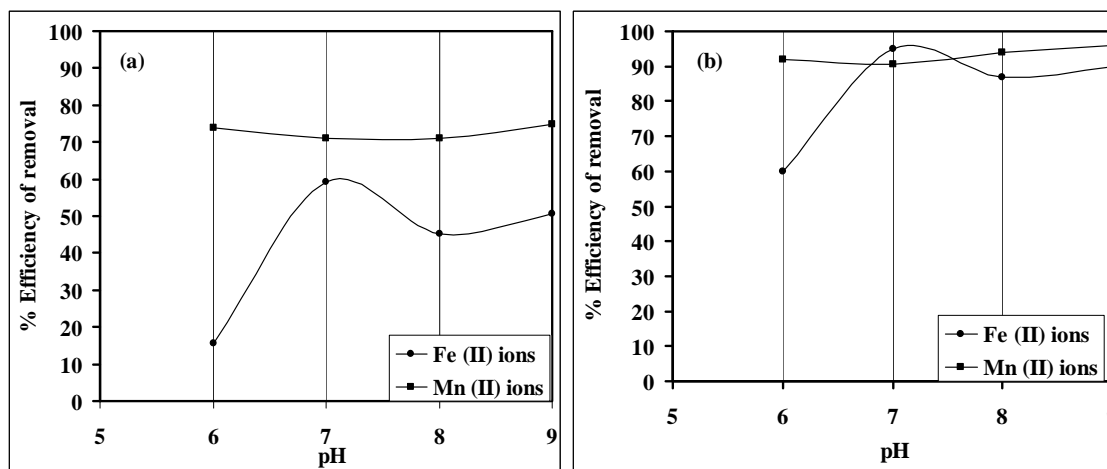 (a)
% Efficiency of removal
100
90
80
70
60
50
40
30
20
10
0
5 6 7 8 9
pH
Fe (II) ions
Mn (II) ions
(b)
% Efficiency of removal
100
90
80
70
60
50
40
30
20
10
0
5 6 7 8
pH
Fe (II) ions
Mn (II) ions